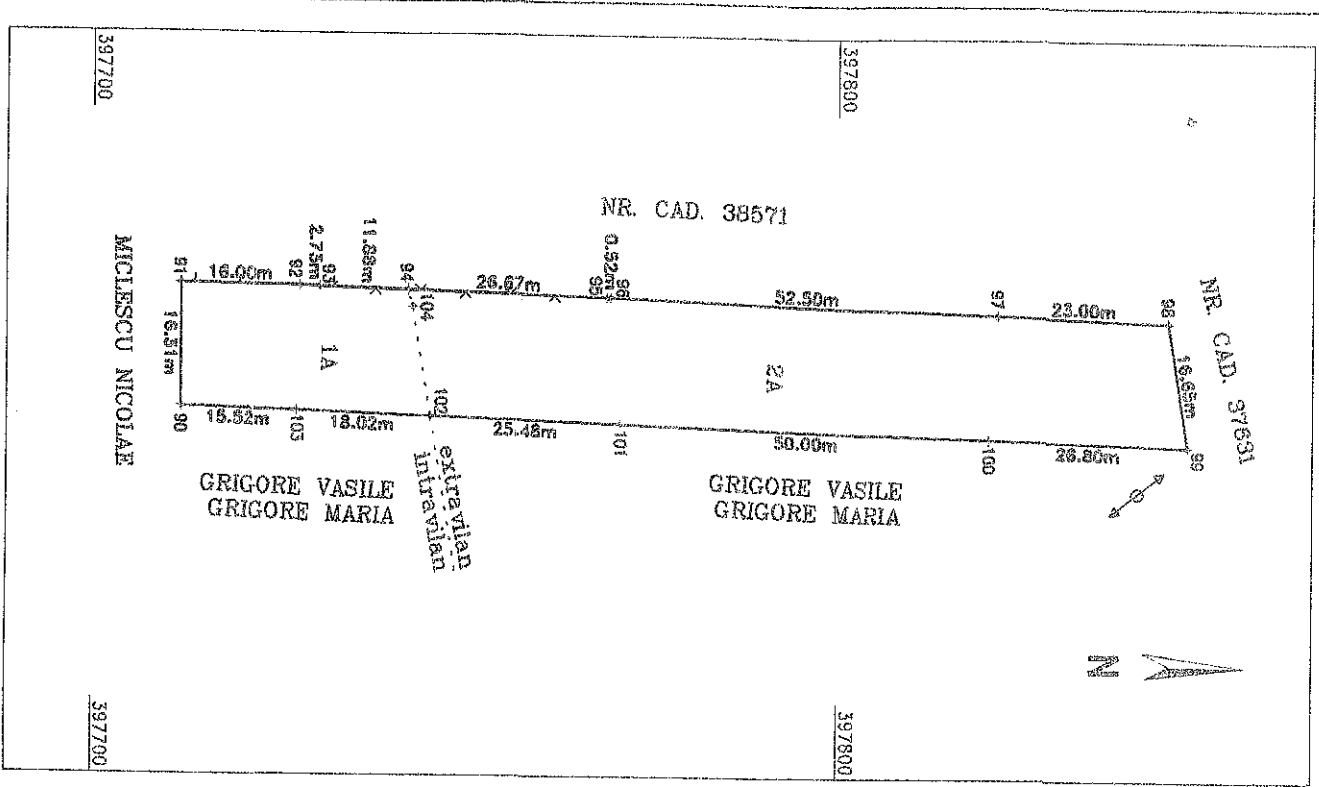 397700
397800
NR. CAD. 38571
NR. CAD. 37631
91
16.00m
92
2.75m
93
11.88m
94
104
26.67m
95
0.52m
96
52.50m
97
23.00m
98
16.65m
99
16.51m
1A
2A
90
15.52m
103
18.02m
102
25.48m
101
50.00m
100
26.80m
MICLESCU NICOLAE
GRIGORE VASILE
GRIGORE MARIA
extravilan
intravilan
GRIGORE VASILE
GRIGORE MARIA
N
397700
397800